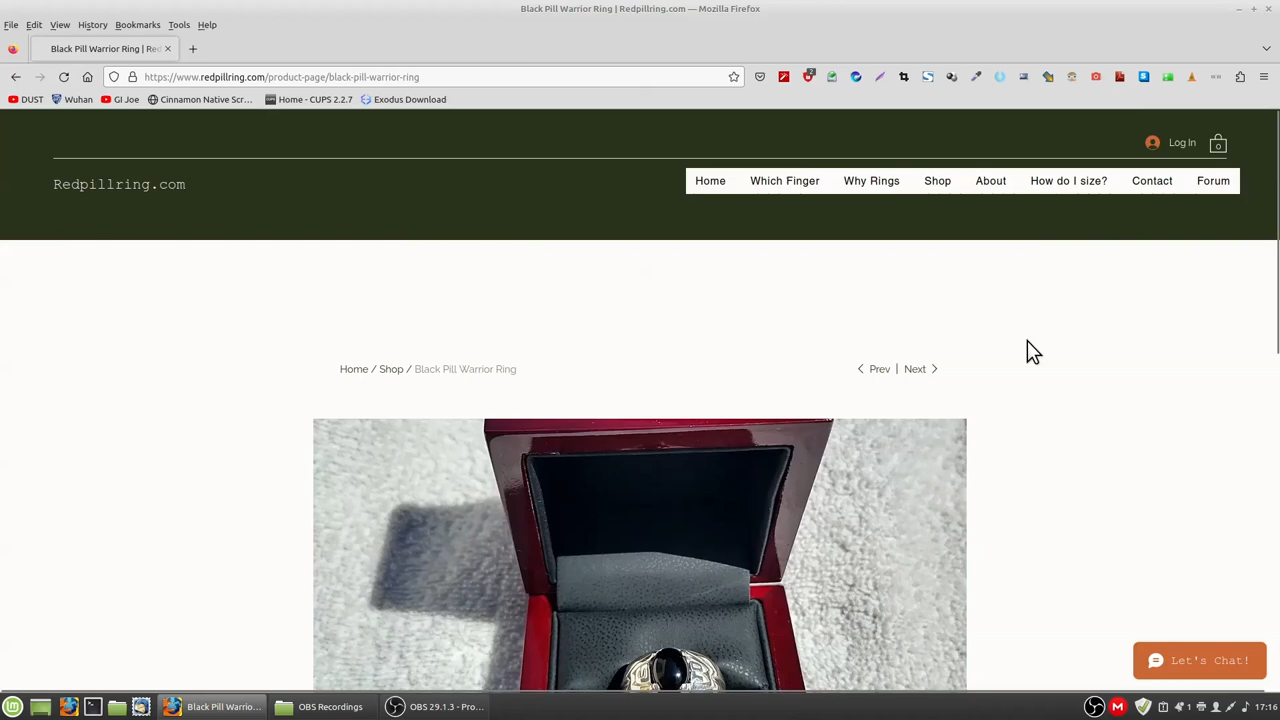 Black Pill Warrior Ring | Redpillring.com — Mozilla Firefox
File Edit View History Bookmarks Tools Help
Black Pill Warrior Ring | Red
https://www.redpillring.com/product-page/black-pill-warrior-ring
DUST Wuhan GI Joe Cinnamon Native Scr... Home - CUPS 2.2.7 Exodus Download
Log In 0
Redpillring.com
Home Which Finger Why Rings Shop About How do I size? Contact Forum
Home / Shop / Black Pill Warrior Ring
Prev | Next
Let's Chat!
Black Pill Warrio... OBS Recordings OBS 29.1.3 - Pro... 1 17:16